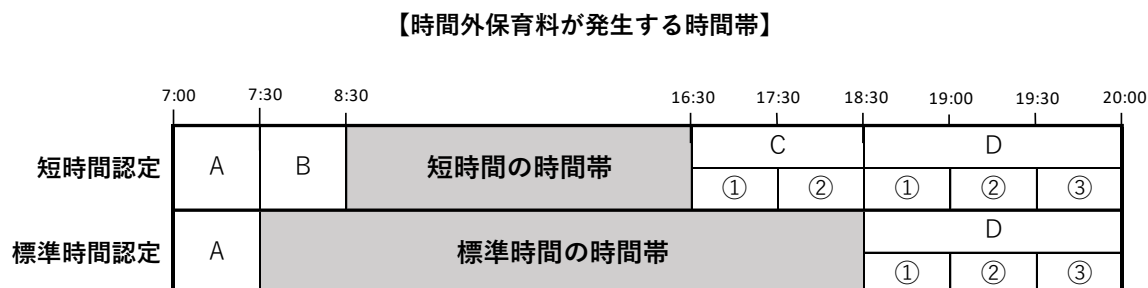 【時間外保育料が発生する時間帯】
7:00 7:30 8:30 16:30 17:30 18:30 19:00 19:30 20:00
短時間認定 A B 短時間の時間帯 C D
① ② ① ② ③
標準時間認定 A 標準時間の時間帯 D
① ② ③